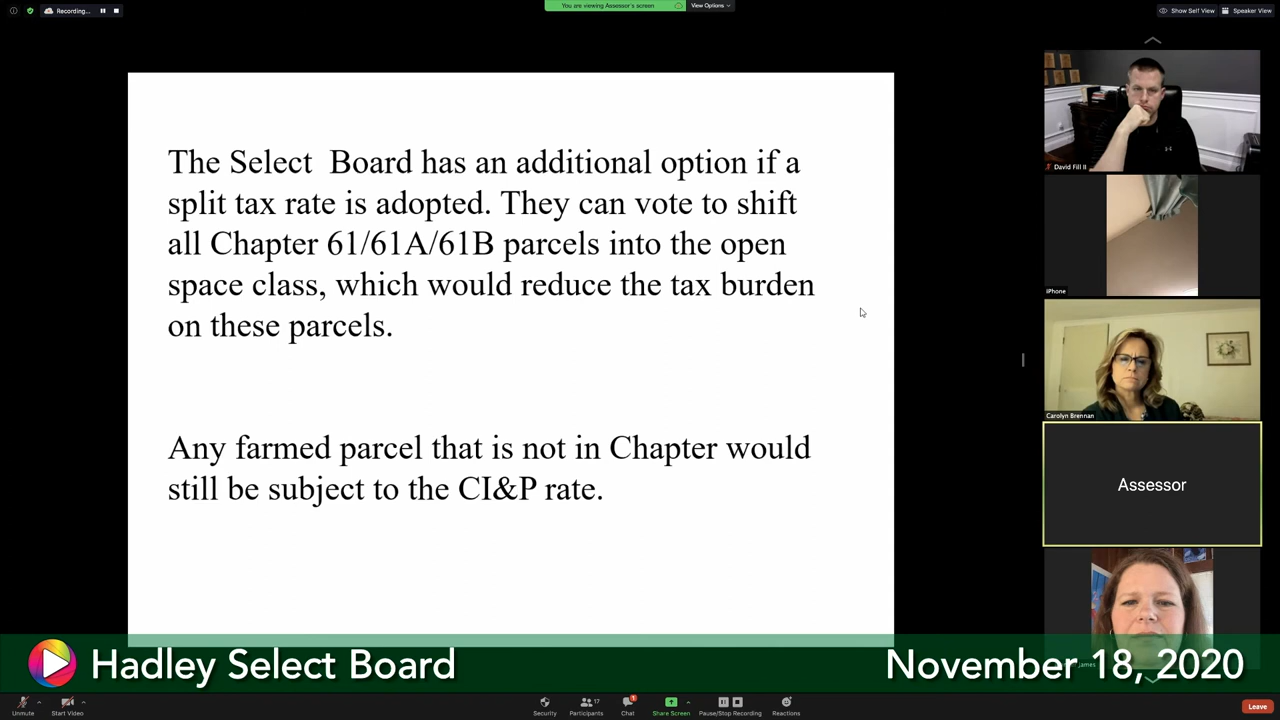 Recording...
You are viewing Assessor's screen
View Options
Show Self View
Speaker View
The Select Board has an additional option if a
split tax rate is adopted. They can vote to shift
all Chapter 61/61A/61B parcels into the open
space class, which would reduce the tax burden
on these parcels.
Any farmed parcel that is not in Chapter would
still be subject to the CI&P rate.
David Fill II
iPhone
Carolyn Brennan
Assessor
James
Hadley Select Board
November 18, 2020
Unmute
Start Video
Security
Participants
17
Chat
1
Share Screen
Pause/Stop Recording
Reactions
Leave